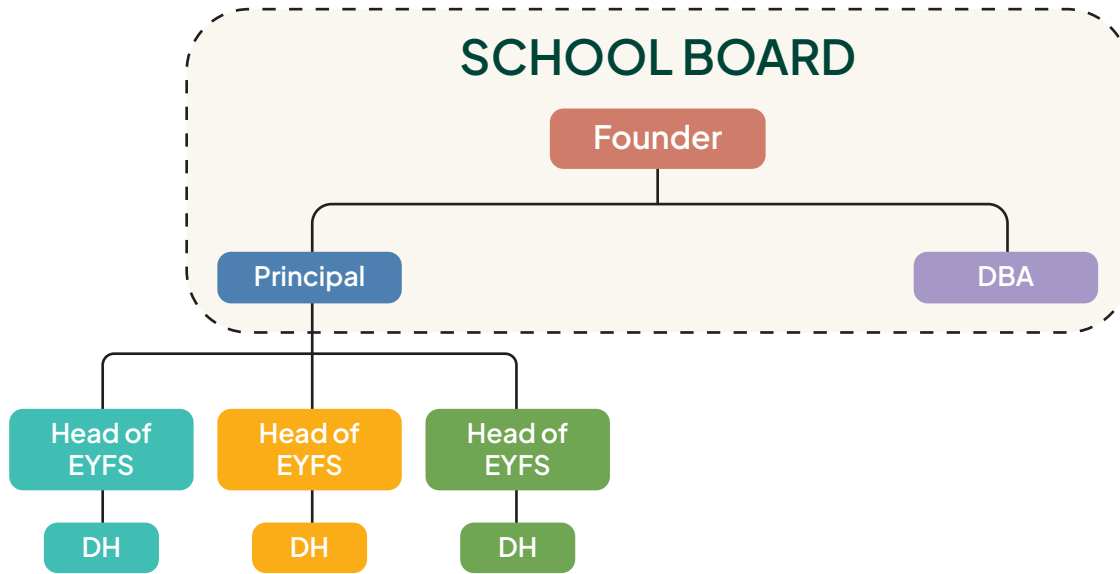 SCHOOL BOARD
Founder
Principal
DBA
Head of
EYFS
Head of
EYFS
Head of
EYFS
DH
DH
DH